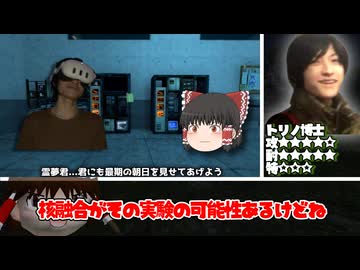 トリノ博士
攻★★★★☆
耐★★★★★
特☆☆☆
霊夢君…君にも最期の朝日を見せてあげよう
核融合がその実験の可能性あるけどね